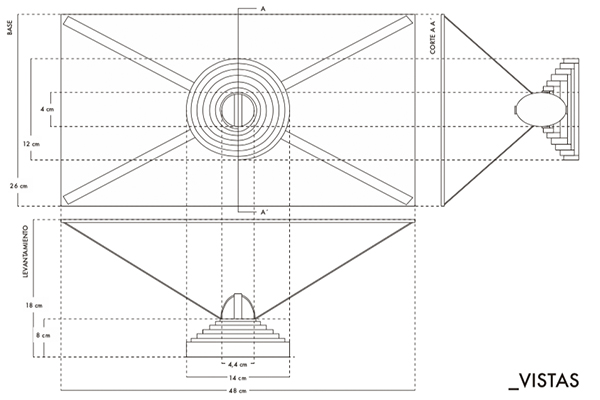 A
BASE
CORTE A A´
4 cm
12 cm
26 cm
A´
LEVANTAMIENTO
18 cm
8 cm
4,4 cm
14 cm
48 cm
_VISTAS